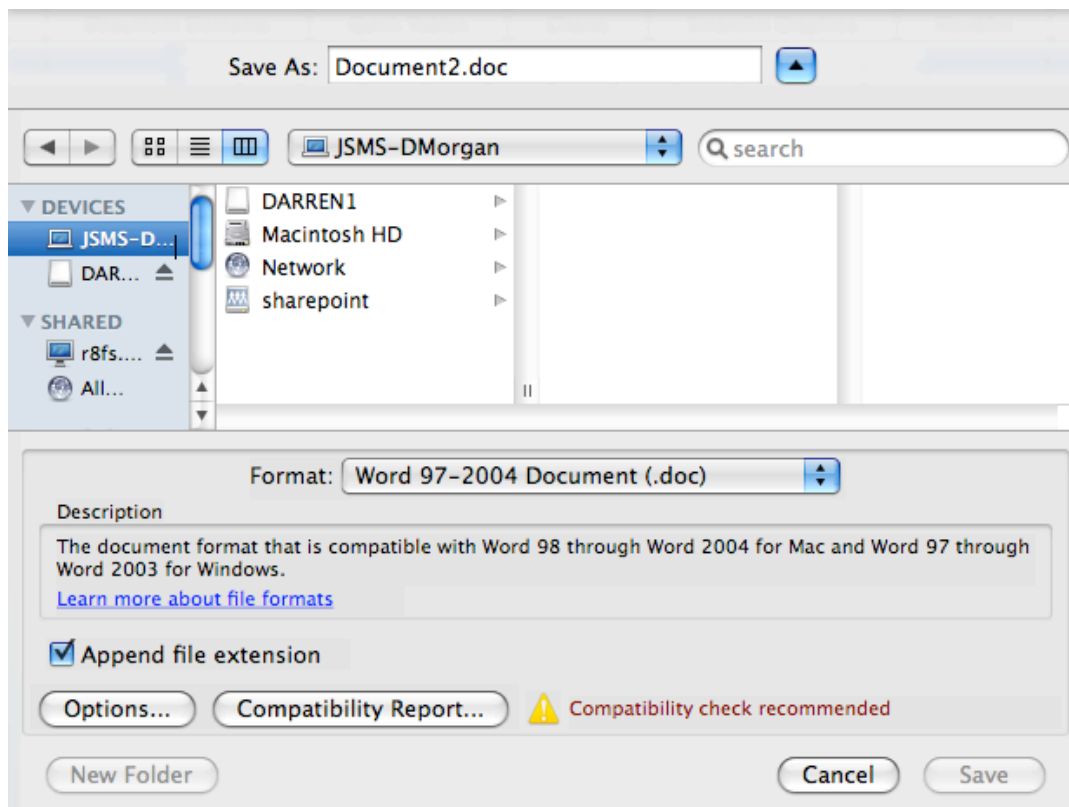 Save As: Document2.doc
JSMS-DMorgan
search
DEVICES
JSMS-D...
DAR...
SHARED
r8fs....
All...
DARREN1
Macintosh HD
Network
sharepoint
Format: Word 97-2004 Document (.doc)
Description
The document format that is compatible with Word 98 through Word 2004 for Mac and Word 97 through
Word 2003 for Windows.
Learn more about file formats
Append file extension
Options... Compatibility Report... Compatibility check recommended
New Folder Cancel Save